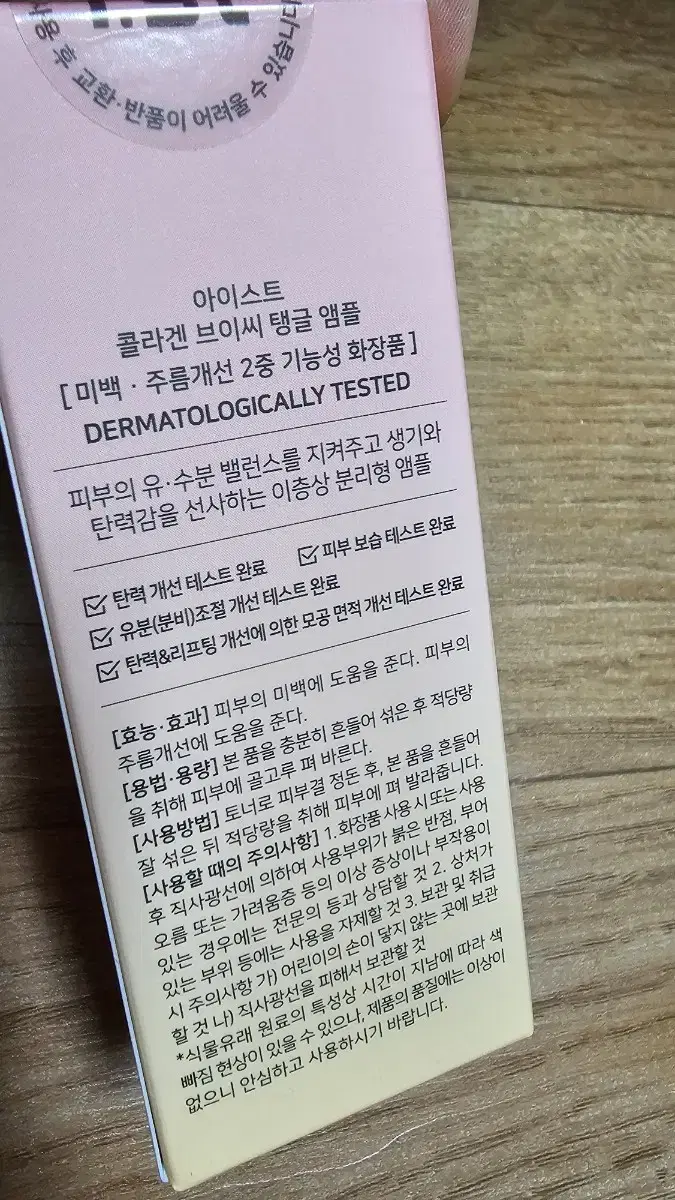 사용 후 교환·반품이 어려울 수 있습니다
아이스트
콜라겐 브이씨 탱글 앰플
[ 미백 · 주름개선 2중 기능성 화장품 ]
DERMATOLOGICALLY TESTED
피부의 유·수분 밸런스를 지켜주고 생기와
탄력감을 선사하는 이층상 분리형 앰플
탄력 개선 테스트 완료 피부 보습 테스트 완료
유분(분비)조절 개선 테스트 완료
탄력&리프팅 개선에 의한 모공 면적 개선 테스트 완료
[효능·효과] 피부의 미백에 도움을 준다. 피부의
주름개선에 도움을 준다.
[용법·용량] 본 품을 충분히 흔들어 섞은 후 적당량
을 취해 피부에 골고루 펴 바른다.
[사용방법] 토너로 피부결 정돈 후, 본 품을 흔들어
잘 섞은 뒤 적당량을 취해 피부에 펴 발라줍니다.
[사용할 때의 주의사항] 1. 화장품 사용 시 또는 사용
후 직사광선에 의하여 사용부위가 붉은 반점, 부어
오름 또는 가려움증 등의 이상 증상이나 부작용이
있는 경우에는 전문의 등과 상담할 것 2. 상처가
있는 부위 등에는 사용을 자제할 것 3. 보관 및 취급
시 주의사항 가) 어린이의 손이 닿지 않는 곳에 보관
할 것 나) 직사광선을 피해서 보관할 것
*식물유래 원료의 특성상 시간이 지남에 따라 색
빠짐 현상이 있을 수 있으나, 제품의 품질에는 이상이
없으니 안심하고 사용하시기 바랍니다.